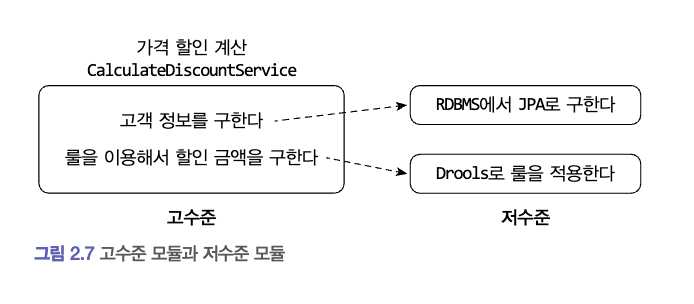 가격 할인 계산
CalculateDiscountService
고객 정보를 구한다
룰을 이용해서 할인 금액을 구한다
RDBMS에서 JPA로 구한다
Drools로 룰을 적용한다
고수준
저수준
그림 2.7 고수준 모듈과 저수준 모듈